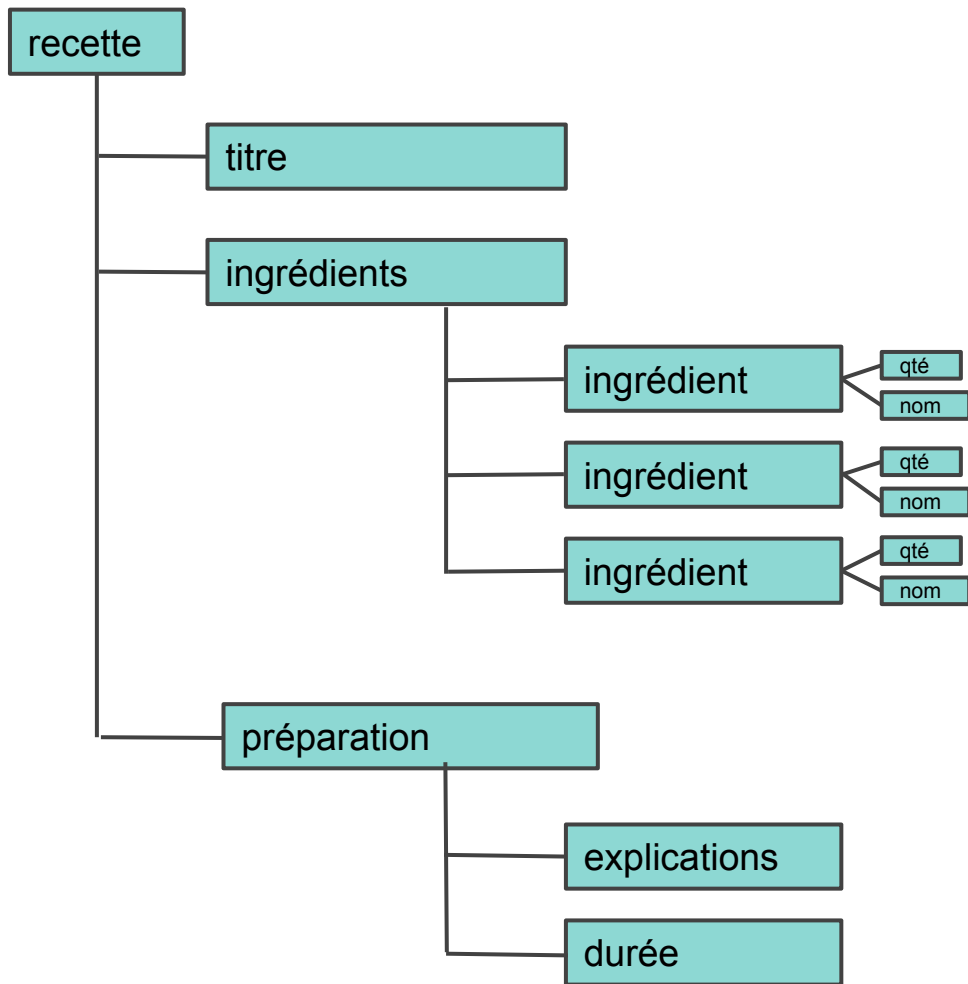 recette
titre
ingrédients
ingrédient
qté
nom
ingrédient
qté
nom
ingrédient
qté
nom
préparation
explications
durée